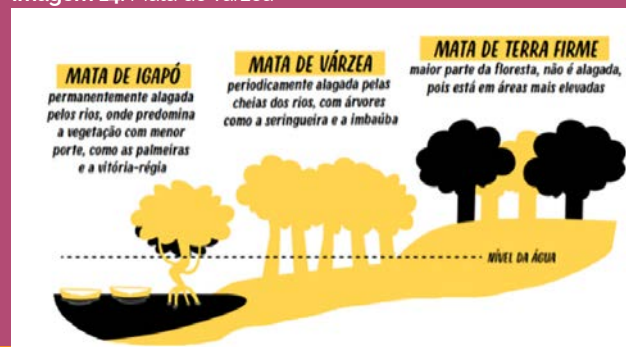 MATA DE IGAPÓ
permanentemente alagada
pelos rios, onde predomina
a vegetação com menor
porte, como as palmeiras
e a vitória-régia
MATA DE VÁRZEA
periodicamente alagada pelas
cheias dos rios, com árvores
como a seringueira e a imbaúba
MATA DE TERRA FIRME
maior parte da floresta, não é alagada,
pois está em áreas mais elevadas
NÍVEL DA ÁGUA